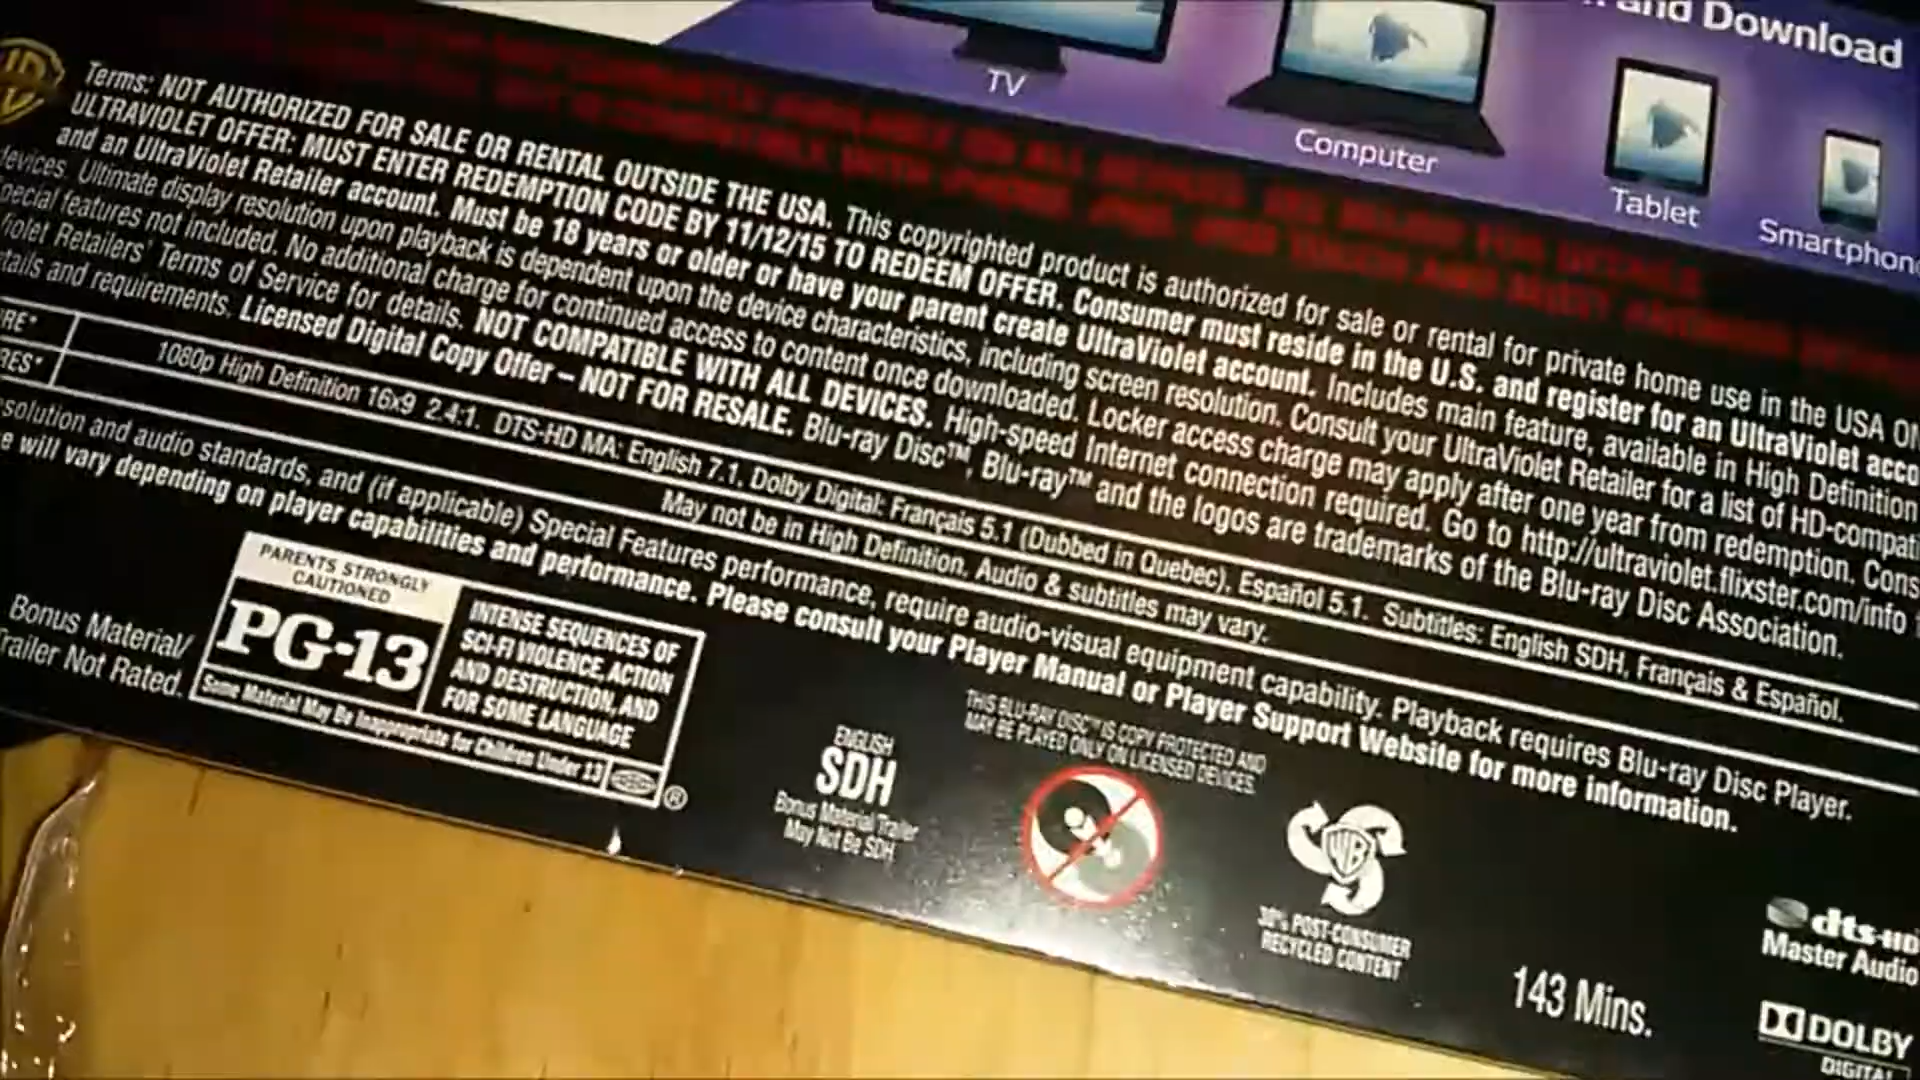 and Download
TV
Computer
Tablet
Smartphone
Terms: NOT AUTHORIZED FOR SALE OR RENTAL OUTSIDE THE USA. This copyrighted product is authorized for sale or rental for private home use in the USA
ULTRAVIOLET OFFER: MUST ENTER REDEMPTION CODE BY 11/12/15 TO REDEEM OFFER. Consumer must reside in the U.S. and register for an UltraViolet acco
and an UltraViolet Retailer account. Must be 18 years or older or have your parent create UltraViolet account. Includes main feature, available in High Definition
devices. Ultimate display resolution upon playback is dependent upon the device characteristics, including screen resolution. Consult your UltraViolet Retailer for a list of HD-compati
pecial features not included. No additional charge for continued access to content once downloaded. Locker access charge may apply after one year from redemption. Cons
iolet Retailers' Terms of Service for details. NOT COMPATIBLE WITH ALL DEVICES. High-speed Internet connection required. Go to http://ultraviolet.flixster.com/info
tails and requirements. Licensed Digital Copy Offer – NOT FOR RESALE. Blu-ray Disc™, Blu-ray™ and the logos are trademarks of the Blu-ray Disc Association.
RE* 1080p High Definition 16x9 2.4:1. DTS-HD MA: English 7.1, Dolby Digital: Français 5.1 (Dubbed in Quebec), Español 5.1. Subtitles: English SDH, Français & Español.
RES* May not be in High Definition. Audio & subtitles may vary.
solution and audio standards, and (if applicable) Special Features performance, require audio-visual equipment capability. Playback requires Blu-ray Disc Player.
e will vary depending on player capabilities and performance. Please consult your Player Manual or Player Support Website for more information.
Bonus Material/
Trailer Not Rated.
PARENTS STRONGLY
CAUTIONED
PG-13
INTENSE SEQUENCES OF
SCI-FI VIOLENCE, ACTION
AND DESTRUCTION, AND
FOR SOME LANGUAGE
Some Material May Be Inappropriate for Children Under 13
®
ENGLISH
SDH
Bonus Material/Trailer
May Not Be SDH
THIS BLU-RAY DISC™ IS COPY PROTECTED AND
MAY BE PLAYED ONLY ON LICENSED DEVICES.
WB
30% POST-CONSUMER
RECYCLED CONTENT
143 Mins.
dts-HD
Master Audio
DOLBY
DIGITAL